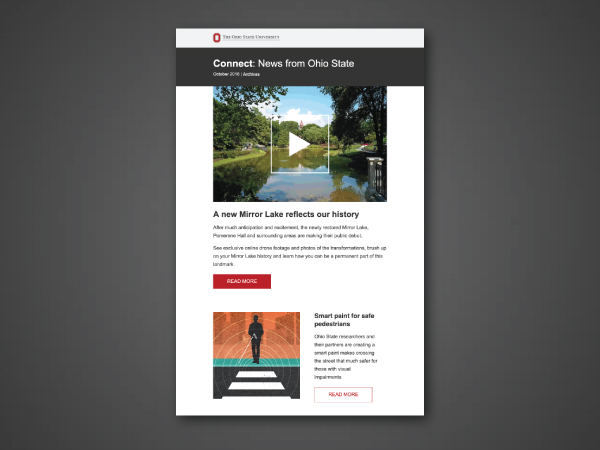 THE OHIO STATE UNIVERSITY
Connect: News from Ohio State
October 2018 | Archives
A new Mirror Lake reflects our history
After much anticipation and excitement, the newly restored Mirror Lake,
Pomerene Hall and surrounding areas are making their public debut.
See exclusive online drone footage and photos of the transformations, brush up
on your Mirror Lake history and learn how you can be a permanent part of this
landmark.
READ MORE
Smart paint for safe
pedestrians
Ohio State researchers and
their partners are creating a
smart paint makes crossing
the street that much safer for
those with visual
impairments.
READ MORE